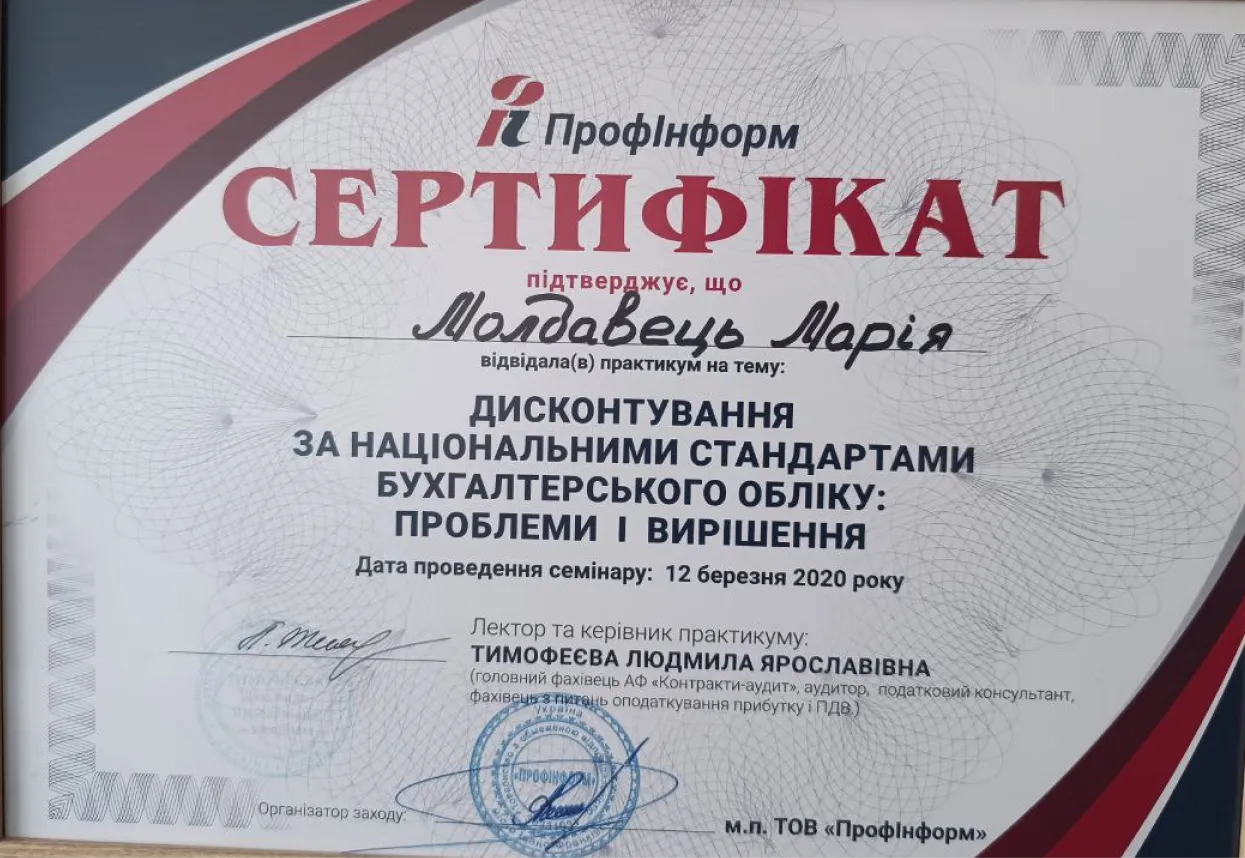 ПрофІнформ
СЕРТИФІКАТ
підтверджує, що
Молдавець Марія
відвідала(в) практикум на тему:
ДИСКОНТУВАННЯ
ЗА НАЦІОНАЛЬНИМИ СТАНДАРТАМИ
БУХГАЛТЕРСЬКОГО ОБЛІКУ:
ПРОБЛЕМИ І ВИРІШЕННЯ
Дата проведення семінару: 12 березня 2020 року
Лектор та керівник практикуму:
ТИМОФЕЄВА ЛЮДМИЛА ЯРОСЛАВІВНА
(головний фахівець АФ «Контракти-аудит», аудитор, податковий консультант,
фахівець з питань оподаткування прибутку і ПДВ)
Україна
«ПРОФІНФОРМ»
Організатор заходу:
м.п. ТОВ «ПрофІнформ»